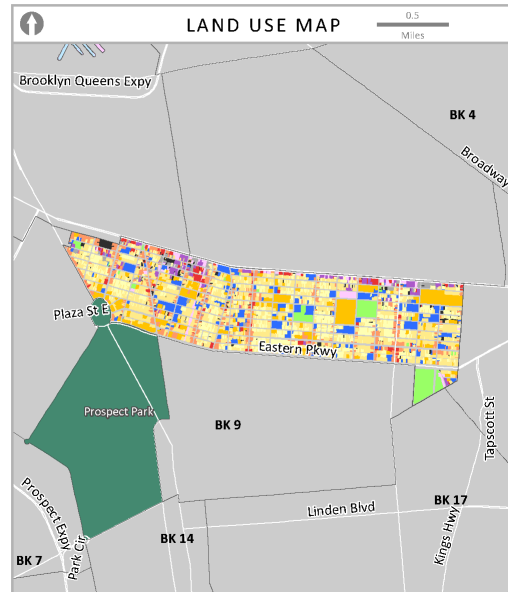 LAND USE MAP
0.5
Miles
Brooklyn Queens Expy
BK 4
Broadway
Plaza St E
Eastern Pkwy
Prospect Park
BK 9
Tapscott St
Prospect Expy
Linden Blvd
BK 17
Kings Hwy
BK 14
Park Cir
BK 7